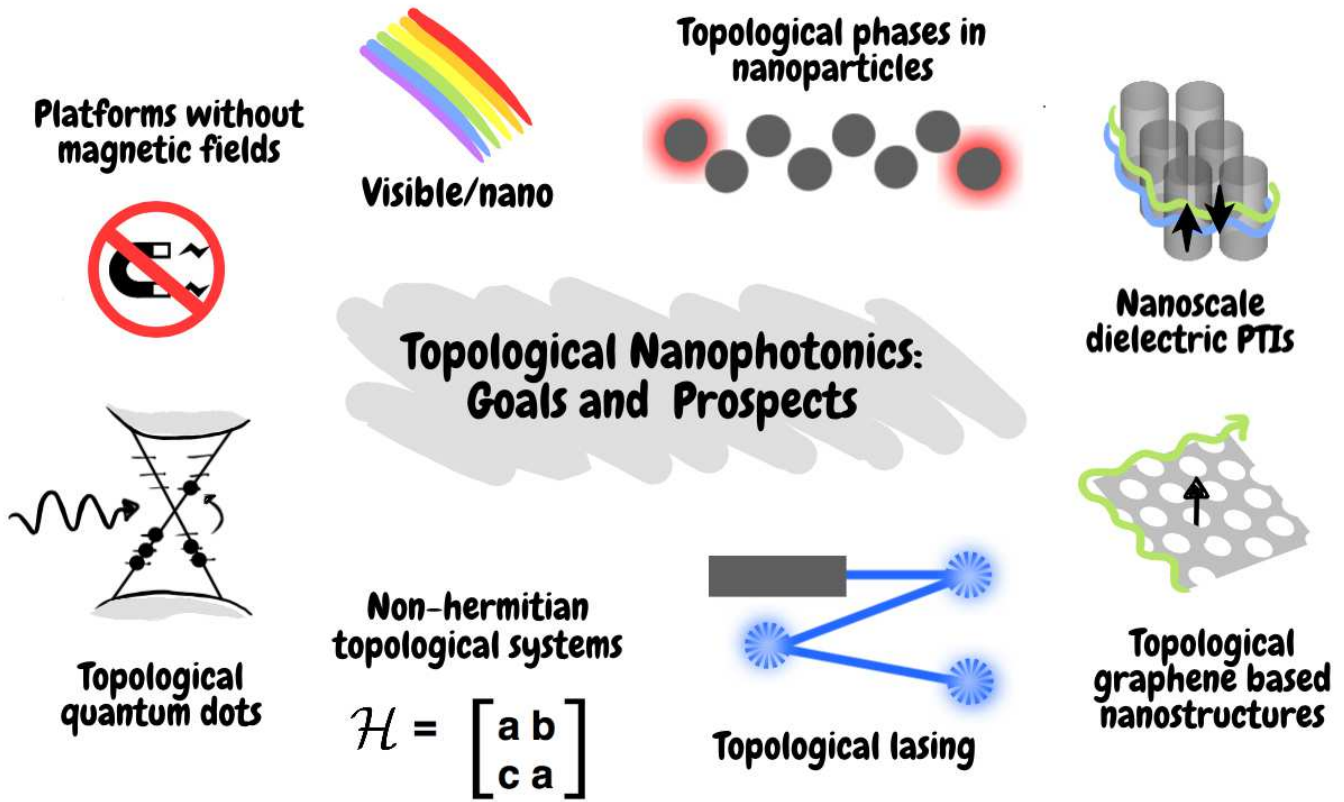 Topological phases in
nanoparticles
Platforms without
magnetic fields
Visible/nano
Nanoscale
dielectric PTIs
Topological Nanophotonics:
Goals and Prospects
Non-hermitian
topological systems
Topological
quantum dots
Topological
graphene based
nanostructures
Topological lasing
ℋ =
a b
c a